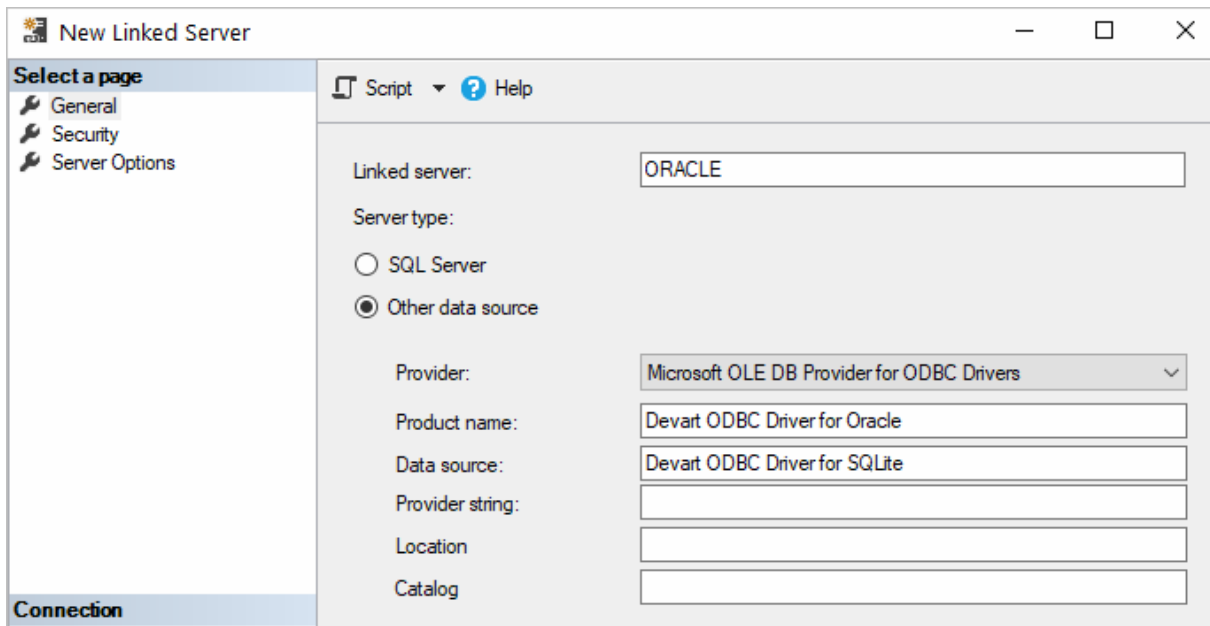 New Linked Server
Select a page
General
Security
Server Options
Connection
Script Help
Linked server: ORACLE
Server type:
SQL Server
Other data source
Provider: Microsoft OLE DB Provider for ODBC Drivers
Product name: Devart ODBC Driver for Oracle
Data source: Devart ODBC Driver for SQLite
Provider string:
Location
Catalog